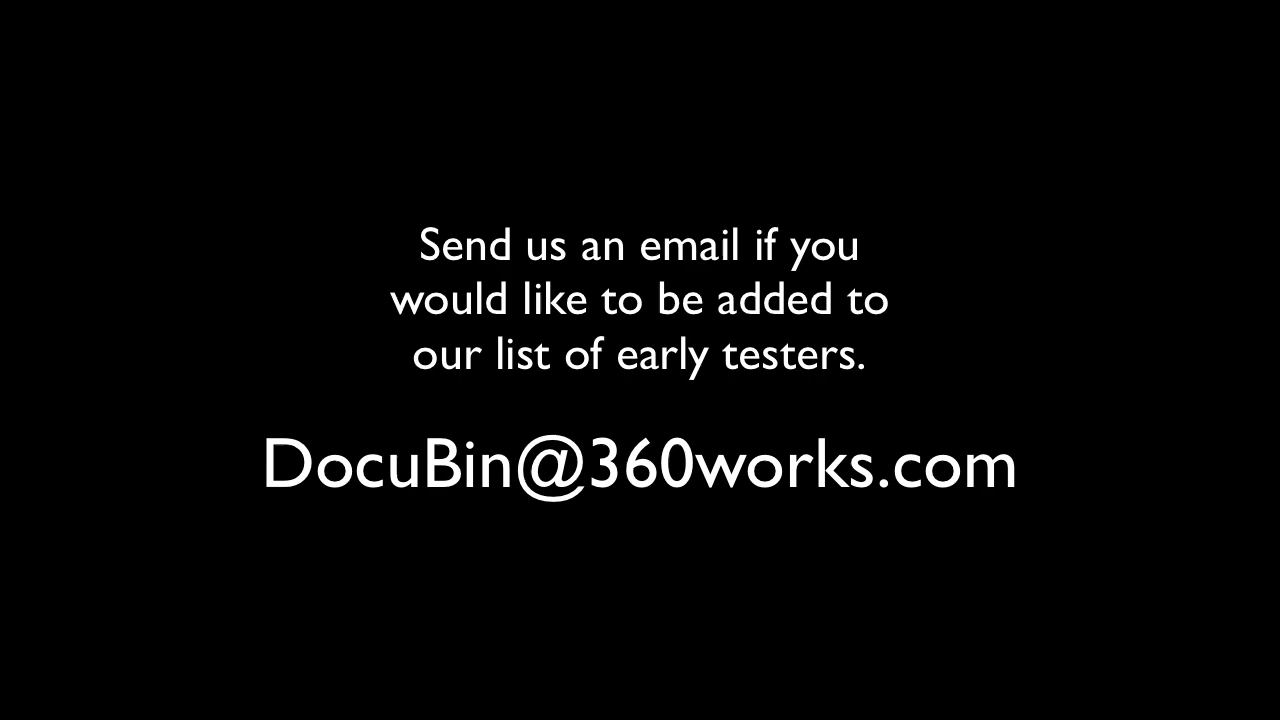 Send us an email if you
would like to be added to
our list of early testers.
DocuBin@360works.com